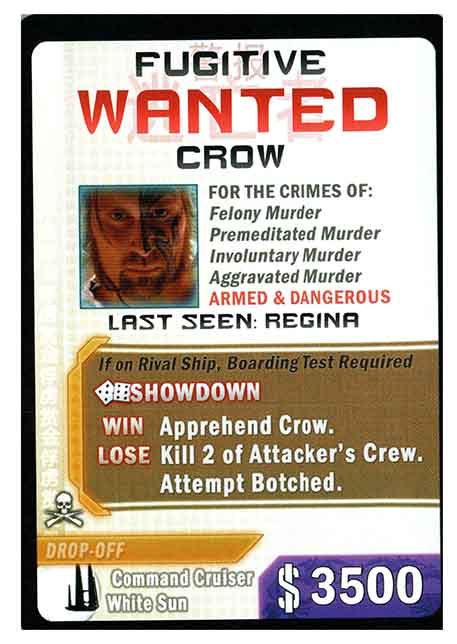 警报
FUGITIVE
WANTED
CROW
FOR THE CRIMES OF:
Felony Murder
Premeditated Murder
Involuntary Murder
Aggravated Murder
ARMED & DANGEROUS
LAST SEEN: REGINA
If on Rival Ship, Boarding Test Required
SHOWDOWN
WIN Apprehend Crow.
LOSE Kill 2 of Attacker's Crew.
Attempt Botched.
DROP-OFF
Command Cruiser
White Sun
$ 3500